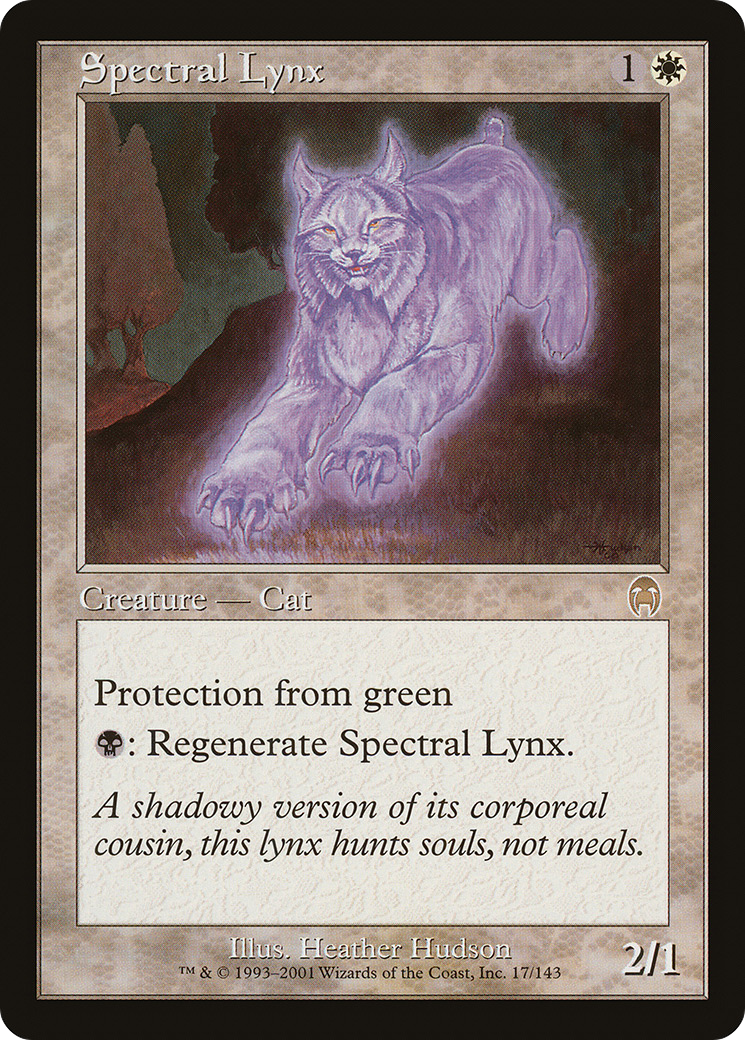 Spectral Lynx 1
Creature — Cat
Protection from green
: Regenerate Spectral Lynx.
A shadowy version of its corporeal
cousin, this lynx hunts souls, not meals.
Illus. Heather Hudson
2/1
™ & © 1993–2001 Wizards of the Coast, Inc. 17/143